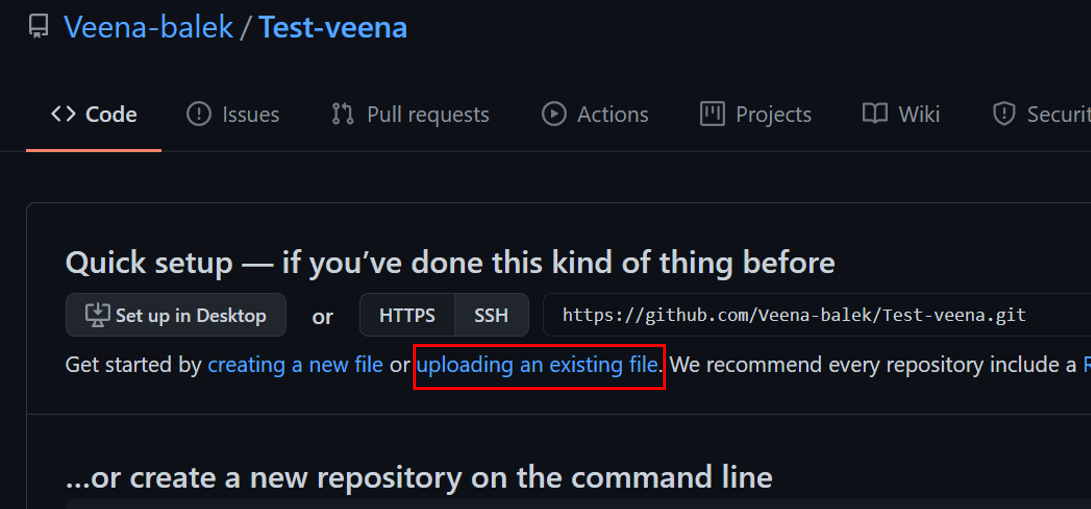 Veena-balek / Test-veena
Code Issues Pull requests Actions Projects Wiki
Quick setup — if you’ve done this kind of thing before
Set up in Desktop or HTTPS SSH https://github.com/Veena-balek/Test-veena.git
Get started by creating a new file or uploading an existing file. We recommend every repository include a
...or create a new repository on the command line